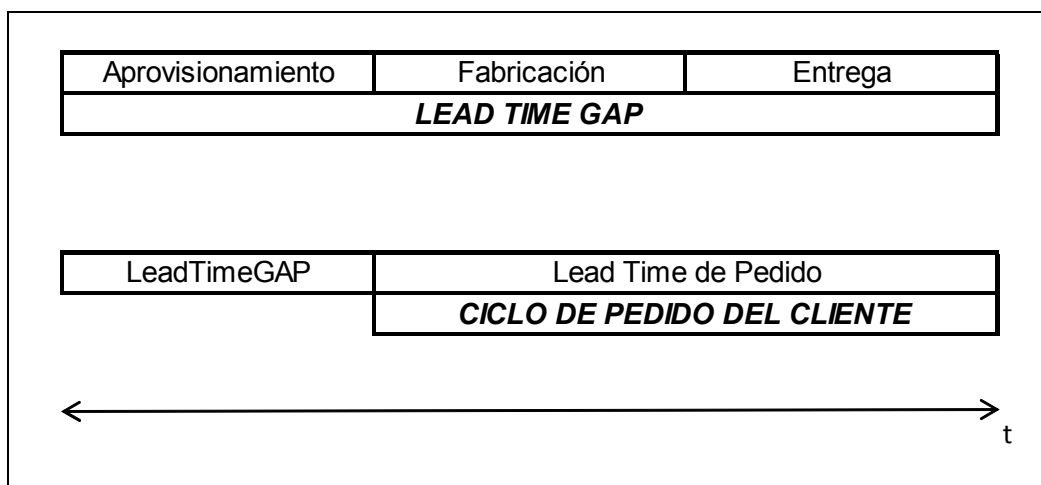 Aprovisionamiento Fabricación Entrega
LEAD TIME GAP
LeadTimeGAP Lead Time de Pedido
CICLO DE PEDIDO DEL CLIENTE
t